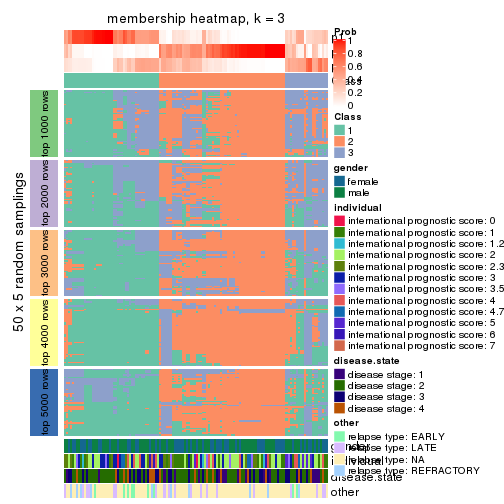 membership heatmap, k = 3
50 x 5 random samplings
top 1000 rows
top 2000 rows
top 3000 rows
top 4000 rows
top 5000 rows
gender
individual
disease.state
other
Prob
1
0.8
0.6
0.4
0.2
0
Class
1
2
3
gender
female
male
individual
international prognostic score: 0
international prognostic score: 1
international prognostic score: 1.2
international prognostic score: 2
international prognostic score: 2.3
international prognostic score: 3
international prognostic score: 3.5
international prognostic score: 4
international prognostic score: 4.7
international prognostic score: 5
international prognostic score: 6
international prognostic score: 7
disease.state
disease stage: 1
disease stage: 2
disease stage: 3
disease stage: 4
other
relapse type: EARLY
relapse type: LATE
relapse type: NA
relapse type: REFRACTORY